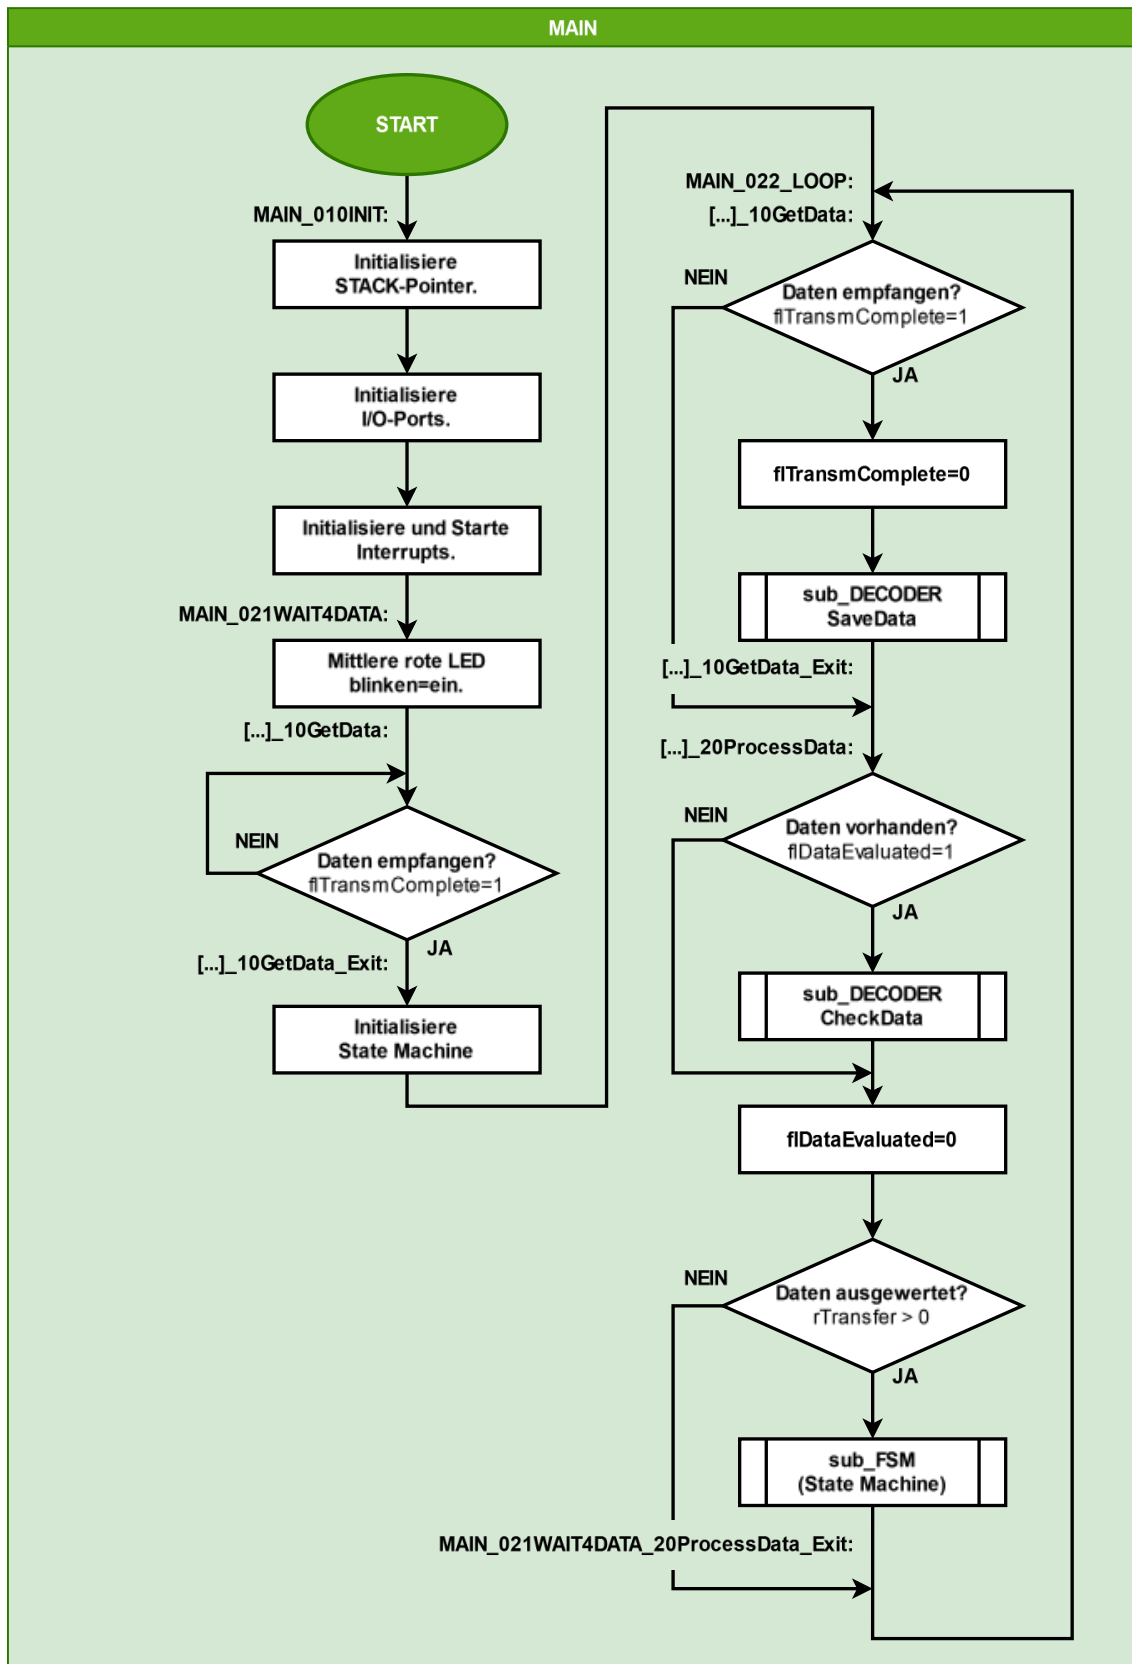 MAIN
START
MAIN_010INIT:
Initialisiere
STACK-Pointer.
Initialisiere
I/O-Ports.
Initialisiere und Starte
Interrupts.
MAIN_021WAIT4DATA:
Mittlere rote LED
blinken=ein.
[...]_10GetData:
NEIN
Daten empfangen?
flTransmComplete=1
JA
[...]_10GetData_Exit:
Initialisiere
State Machine
MAIN_022_LOOP:
[...]_10GetData:
NEIN
Daten empfangen?
flTransmComplete=1
JA
flTransmComplete=0
sub_DECODER
SaveData
[...]_10GetData_Exit:
[...]_20ProcessData:
NEIN
Daten vorhanden?
flDataEvaluated=1
JA
sub_DECODER
CheckData
flDataEvaluated=0
NEIN
Daten ausgewertet?
rTransfer > 0
JA
sub_FSM
(State Machine)
MAIN_021WAIT4DATA_20ProcessData_Exit: